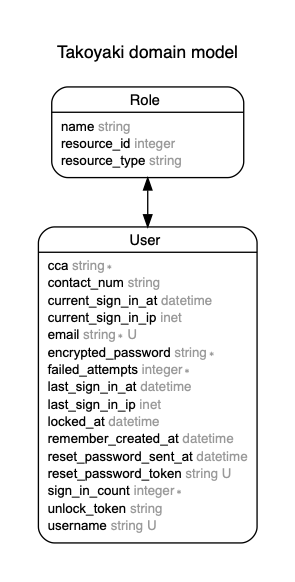 Takoyaki domain model
Role
name string
resource_id integer
resource_type string
User
cca string *
contact_num string
current_sign_in_at datetime
current_sign_in_ip inet
email string * U
encrypted_password string *
failed_attempts integer *
last_sign_in_at datetime
last_sign_in_ip inet
locked_at datetime
remember_created_at datetime
reset_password_sent_at datetime
reset_password_token string U
sign_in_count integer *
unlock_token string
username string U